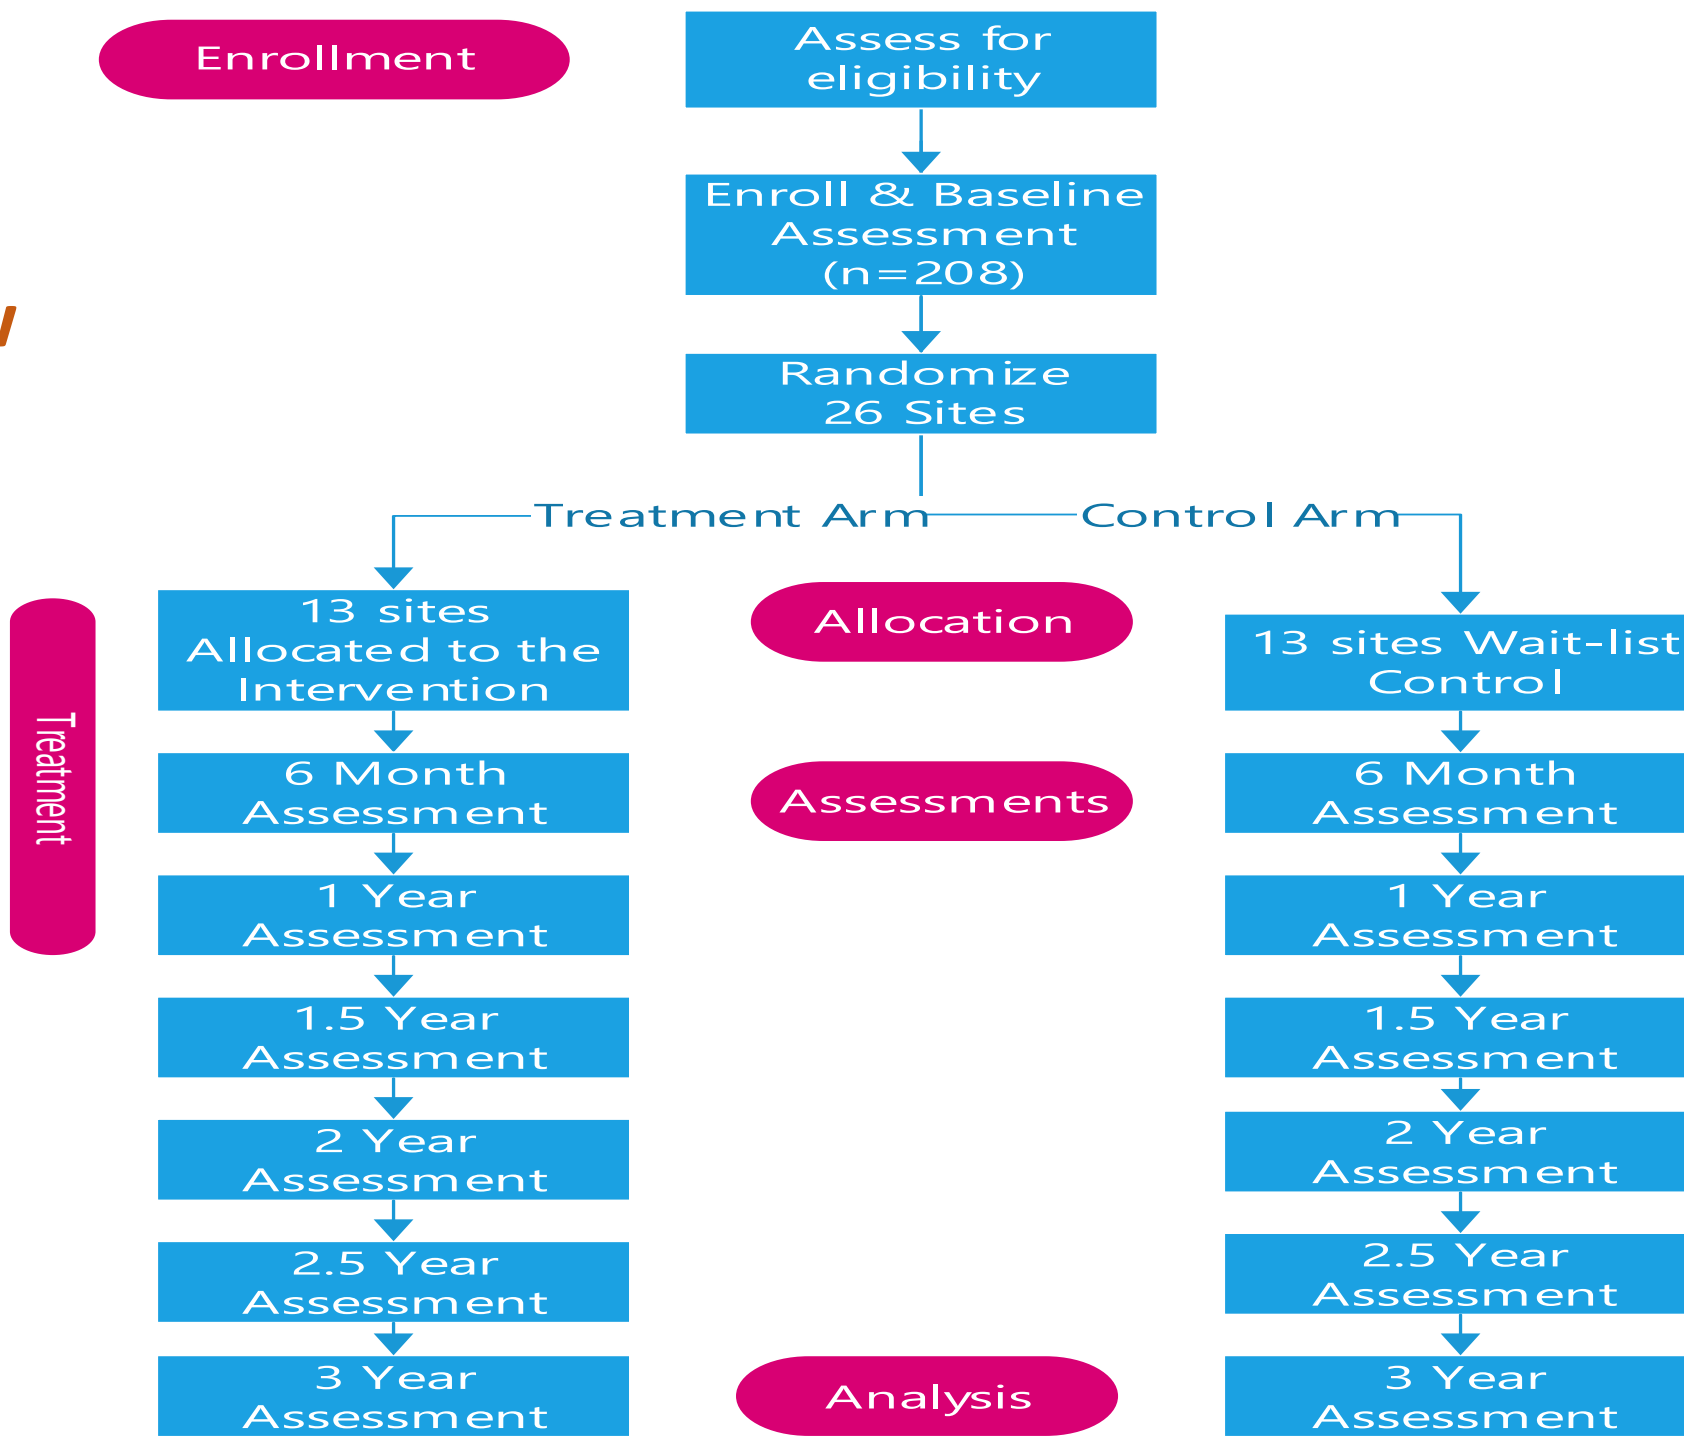 Enrollment
Assess for
eligibility
Enroll & Baseline
Assessment
(n=208)
Randomize
26 Sites
Treatment Arm
Control Arm
Treatment
13 sites
Allocated to the
Intervention
Allocation
13 sites Wait-list
Control
6 Month
Assessment
Assessments
6 Month
Assessment
1 Year
Assessment
1 Year
Assessment
1.5 Year
Assessment
1.5 Year
Assessment
2 Year
Assessment
2 Year
Assessment
2.5 Year
Assessment
2.5 Year
Assessment
3 Year
Assessment
Analysis
3 Year
Assessment